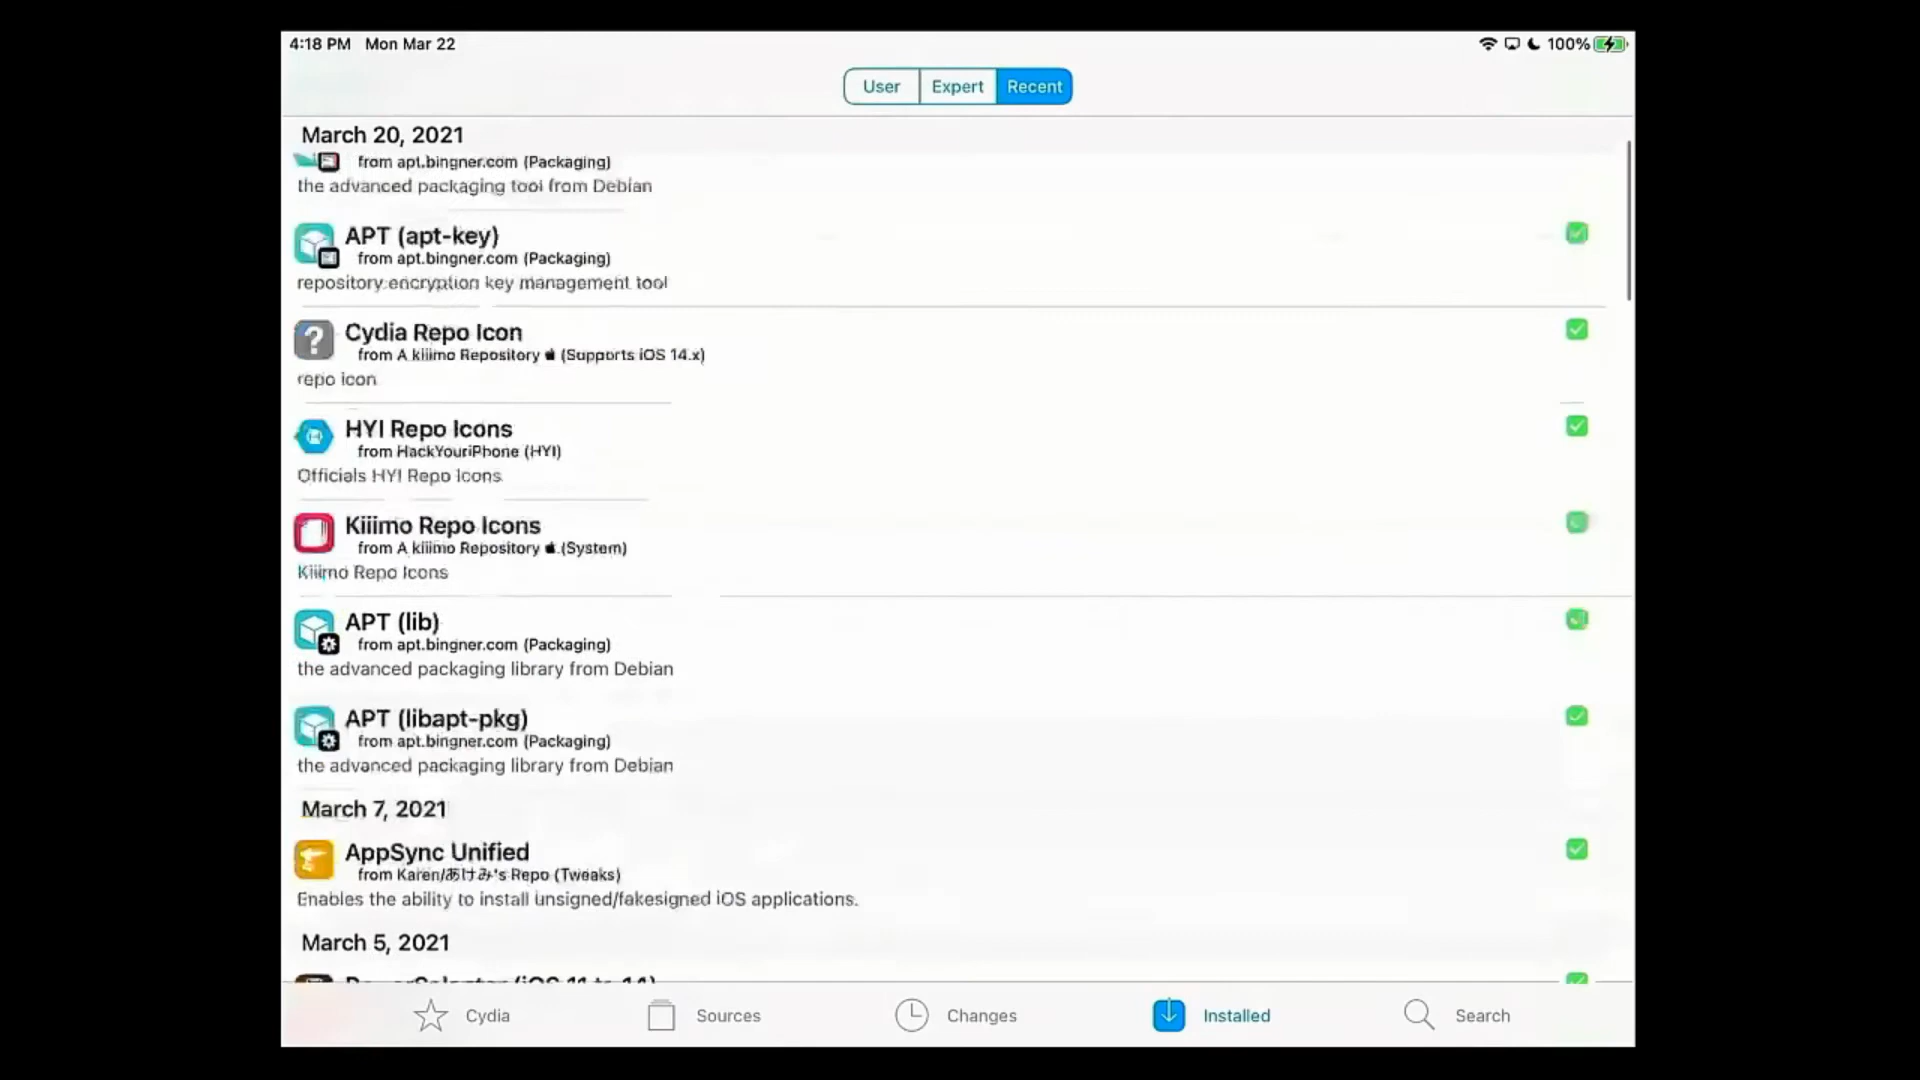 4:18 PM Mon Mar 22
100%
User Expert Recent
March 20, 2021
from apt.bingner.com (Packaging)
the advanced packaging tool from Debian
APT (apt-key)
from apt.bingner.com (Packaging)
repository encryption key management tool
Cydia Repo Icon
from A kiiimo Repository (Supports iOS 14.x)
repo icon
HYI Repo Icons
from HackYouriPhone (HYI)
Officials HYI Repo Icons
Kiiimo Repo Icons
from A kiiimo Repository (System)
Kiiimo Repo Icons
APT (lib)
from apt.bingner.com (Packaging)
the advanced packaging library from Debian
APT (libapt-pkg)
from apt.bingner.com (Packaging)
the advanced packaging library from Debian
March 7, 2021
AppSync Unified
from Karen/あけみ's Repo (Tweaks)
Enables the ability to install unsigned/fakesigned iOS applications.
March 5, 2021
PowerSelector (iOS 11 to 14)
Cydia Sources Changes Installed Search